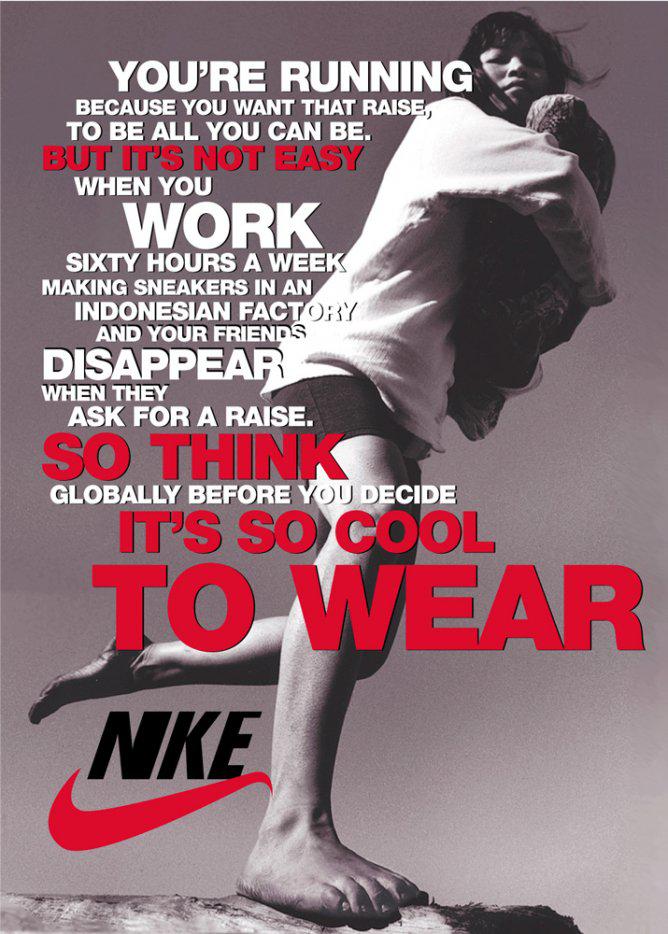 YOU'RE RUNNING
BECAUSE YOU WANT THAT RAISE,
TO BE ALL YOU CAN BE.
BUT IT'S NOT EASY
WHEN YOU
WORK
SIXTY HOURS A WEEK
MAKING SNEAKERS IN AN
INDONESIAN FACTORY
AND YOUR FRIENDS
DISAPPEAR
WHEN THEY
ASK FOR A RAISE.
SO THINK
GLOBALLY BEFORE YOU DECIDE
IT'S SO COOL
TO WEAR
NKE